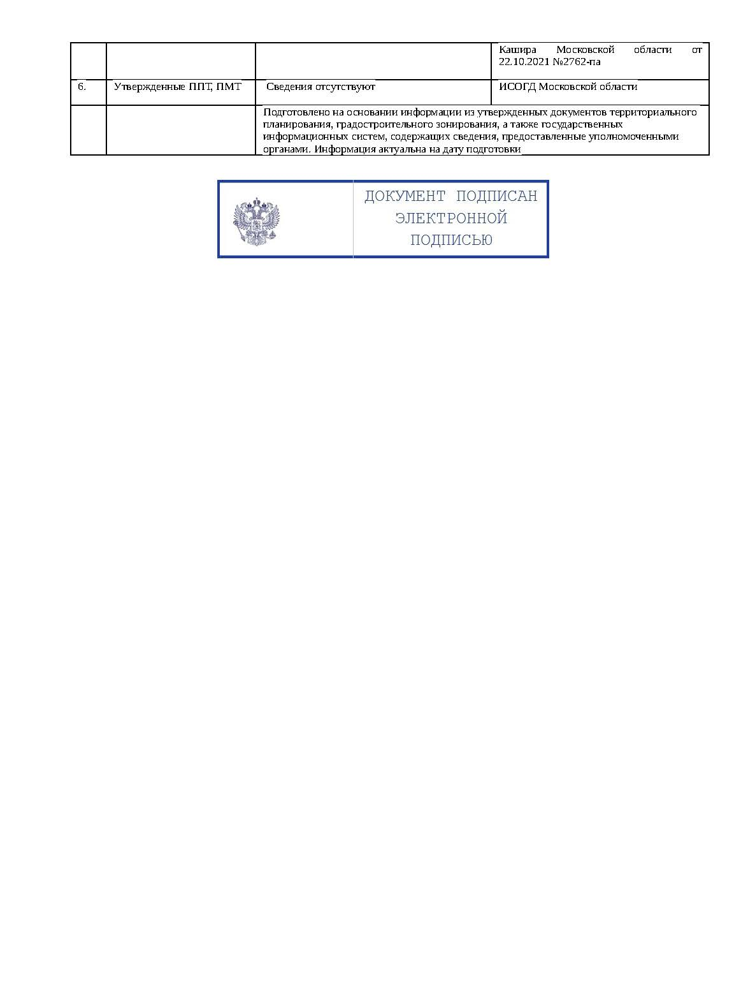 Кашира Московской области от
22.10.2021 №2762-па
6. Утвержденные ППТ, ПМТ Сведения отсутствуют ИСОГД Московской области
Подготовлено на основании информации из утвержденных документов территориального
планирования, градостроительного зонирования, а также государственных
информационных систем, содержащих сведения, предоставленные уполномоченными
органами. Информация актуальна на дату подготовки
ДОКУМЕНТ ПОДПИСАН
ЭЛЕКТРОННОЙ
ПОДПИСЬЮ